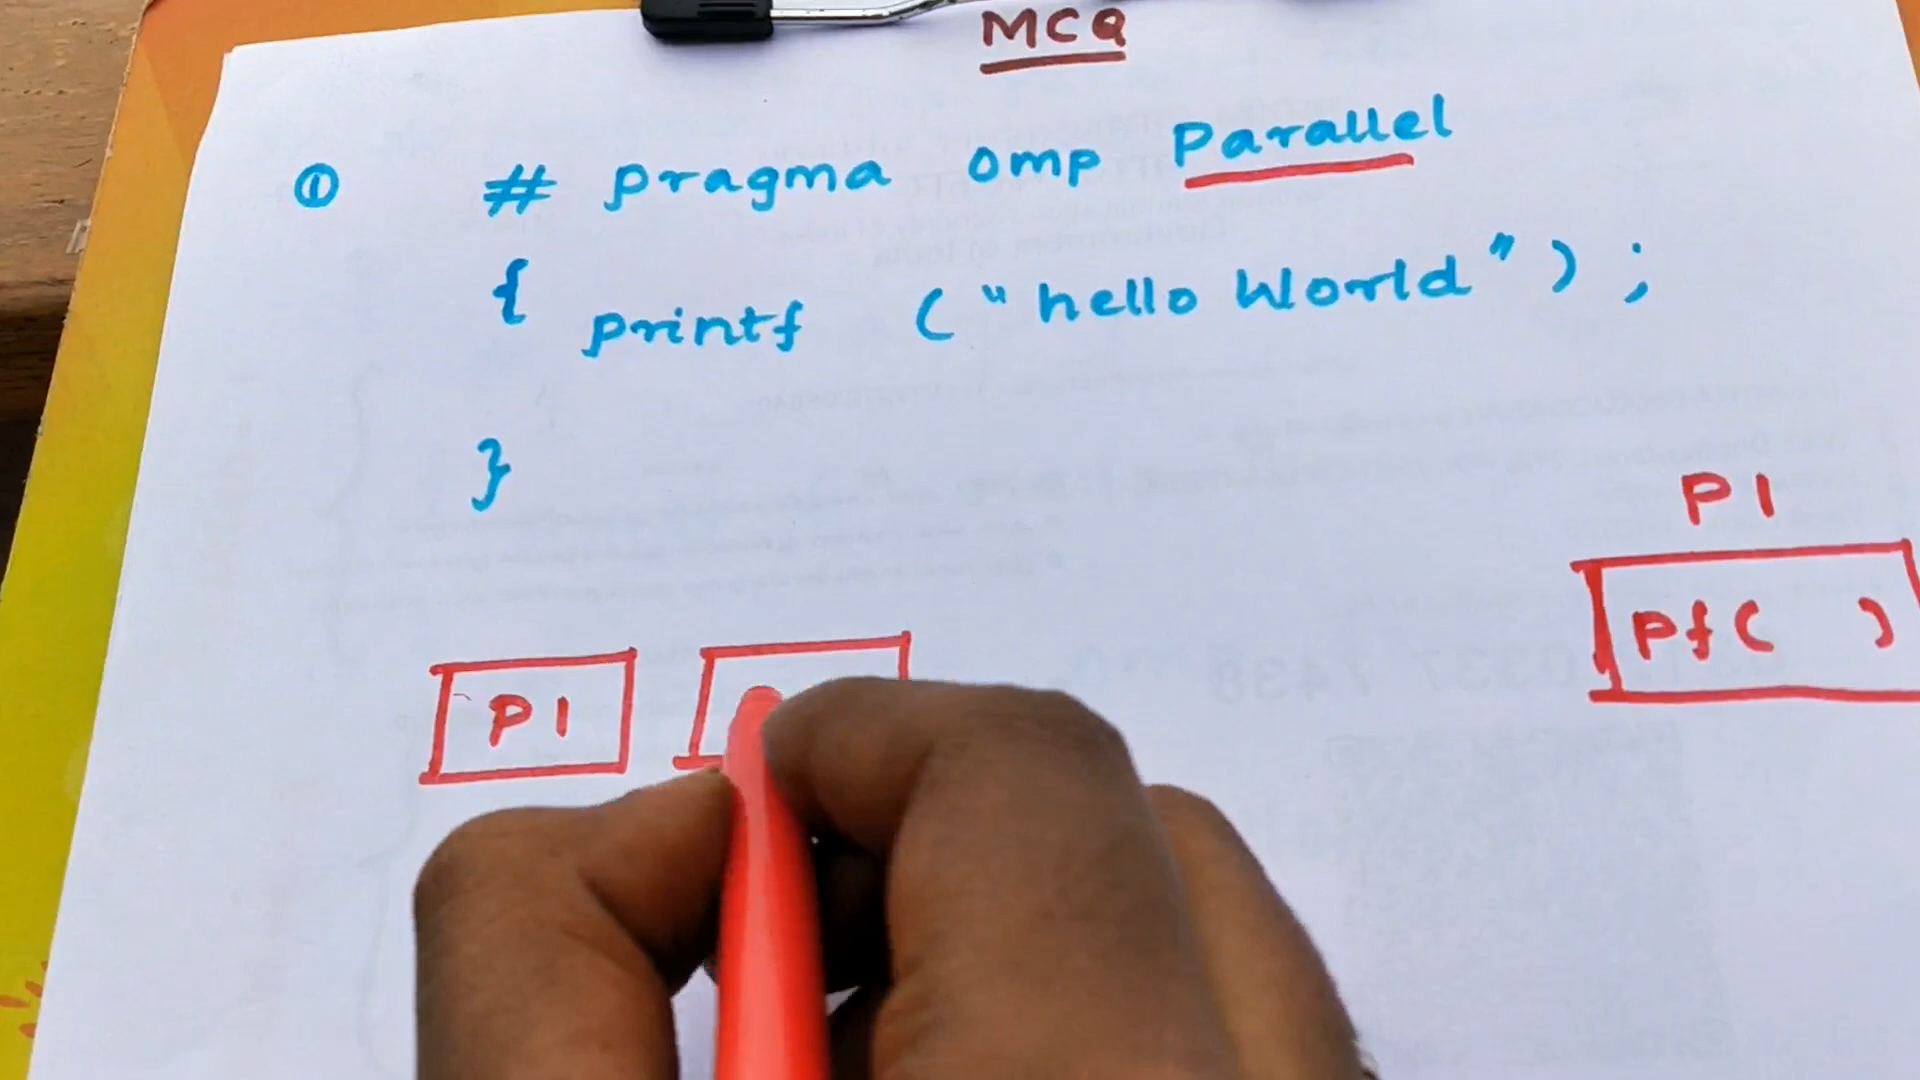 MCQ
① # pragma omp Parallel
{ printf ("hello World") ;
}
P1
Pf( )
P1